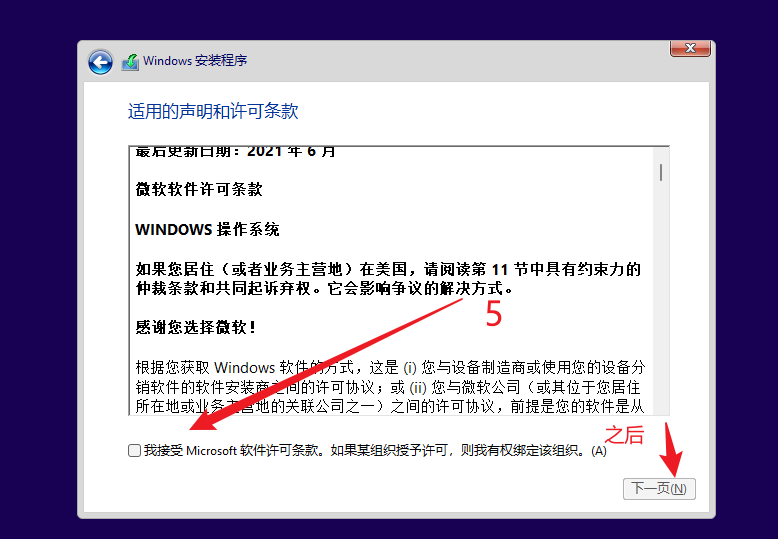 Windows 安装程序
适用的声明和许可条款
最后更新日期：2021 年 6 月
微软软件许可条款
WINDOWS 操作系统
如果您居住（或者业务主营地）在美国，请阅读第 11 节中具有约束力的
仲裁条款和共同起诉弃权。它会影响争议的解决方式。
5
感谢您选择微软！
根据您获取 Windows 软件的方式，这是 (i) 您与设备制造商或使用您的设备分
销软件的软件安装商之间的许可协议；或 (ii) 您与微软公司（或其位于您居住
所在地或业务主营地的关联公司之一）之间的许可协议，前提是您的软件是从
之后
我接受 Microsoft 软件许可条款。如果某组织授予许可，则我有权绑定该组织。(A)
下一页(N)